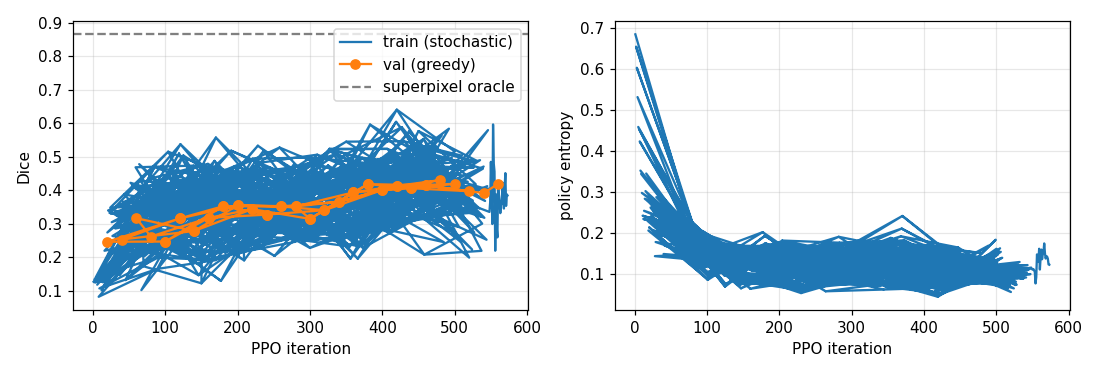 0.9
0.8
0.7
0.6
0.5
0.4
0.3
0.2
0.1
Dice
0 100 200 300 400 500 600
PPO iteration
train (stochastic)
val (greedy)
superpixel oracle
0.7
0.6
0.5
0.4
0.3
0.2
0.1
policy entropy
0 100 200 300 400 500 600
PPO iteration